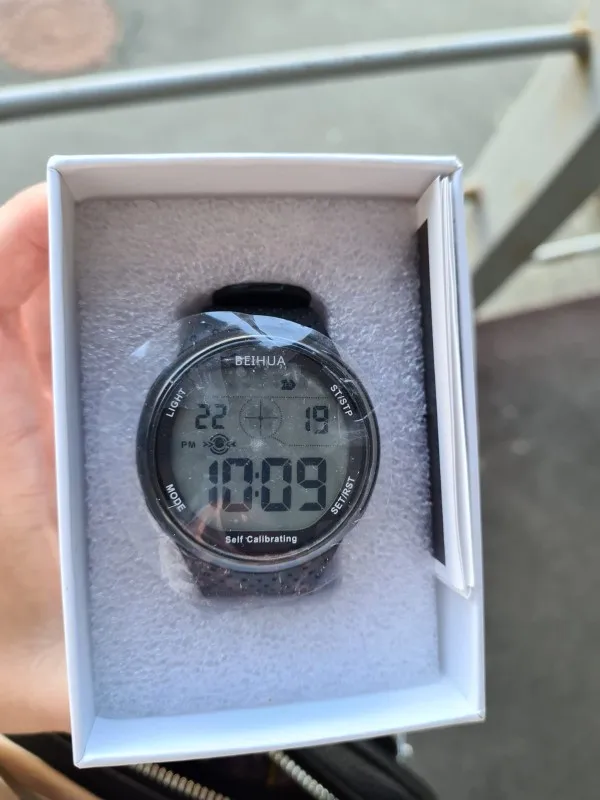 BEIHUA
LIGHT
ST/STP
22
19
PM
10:09
MODE
SET/RST
Self Calibrating